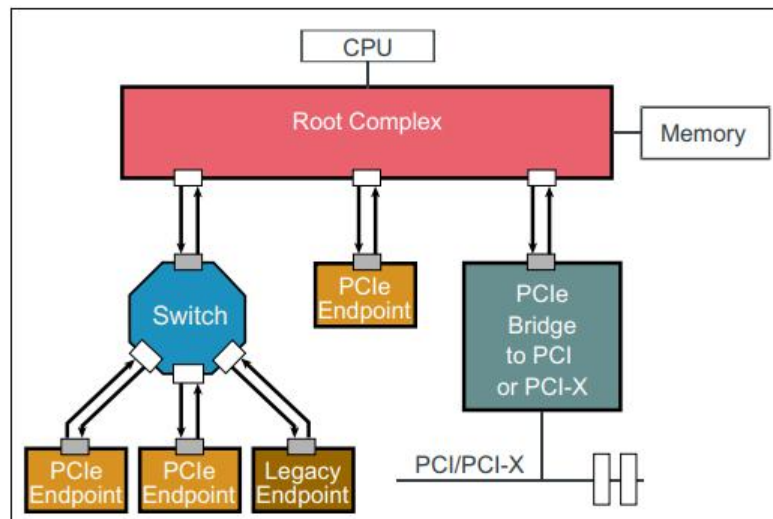 CPU
Root Complex
Memory
PCIe
Endpoint
PCIe
Bridge
to PCI
or PCI-X
Switch
PCIe
Endpoint
PCIe
Endpoint
Legacy
Endpoint
PCI/PCI-X